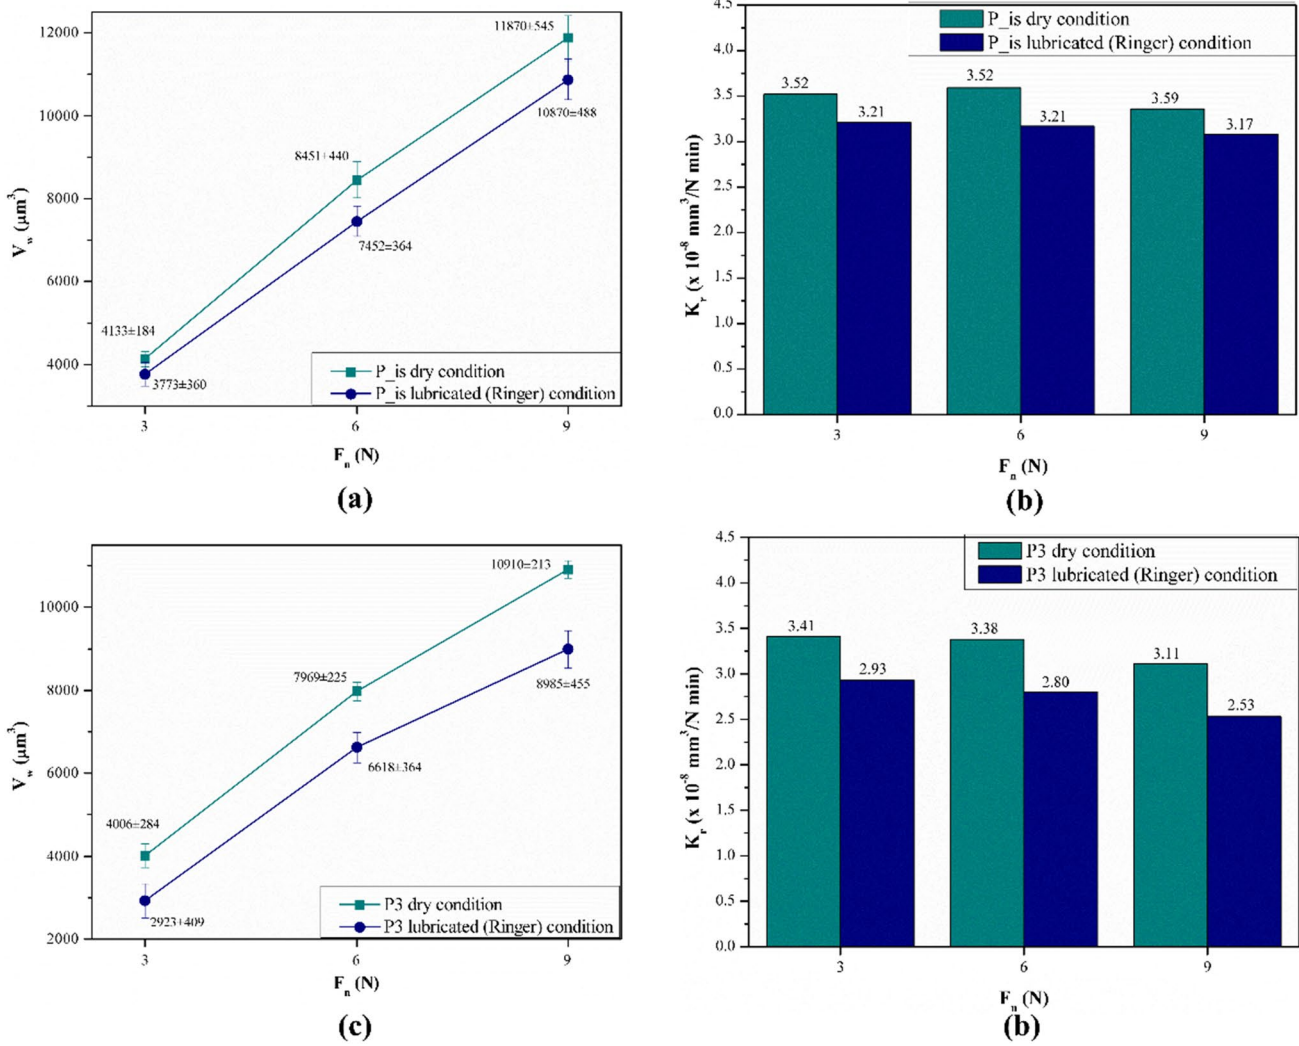 12000
10000
8000
6000
4000
V_w (μm³)
11870±545
10870±488
8451±440
7452±364
4133±184
3773±360
P_is dry condition
P_is lubricated (Ringer) condition
3 6 9
F_n (N)
(a)
4.5
4.0
3.5
3.0
2.5
2.0
1.5
1.0
0.5
0.0
K_r (x 10⁻⁸ mm³/N min)
P_is dry condition
P_is lubricated (Ringer) condition
3.52 3.21 3.52 3.21 3.59 3.17
3 6 9
F_n (N)
(b)
10000
8000
6000
4000
2000
V_w (μm³)
10910±213
8985±455
7969±225
6618±364
4006±284
2923±409
P3 dry condition
P3 lubricated (Ringer) condition
3 6 9
F_n (N)
(c)
4.5
4.0
3.5
3.0
2.5
2.0
1.5
1.0
0.5
0.0
K_r (x 10⁻⁸ mm³/N min)
P3 dry condition
P3 lubricated (Ringer) condition
3.41 2.93 3.38 2.80 3.11 2.53
3 6 9
F_n (N)
(b)